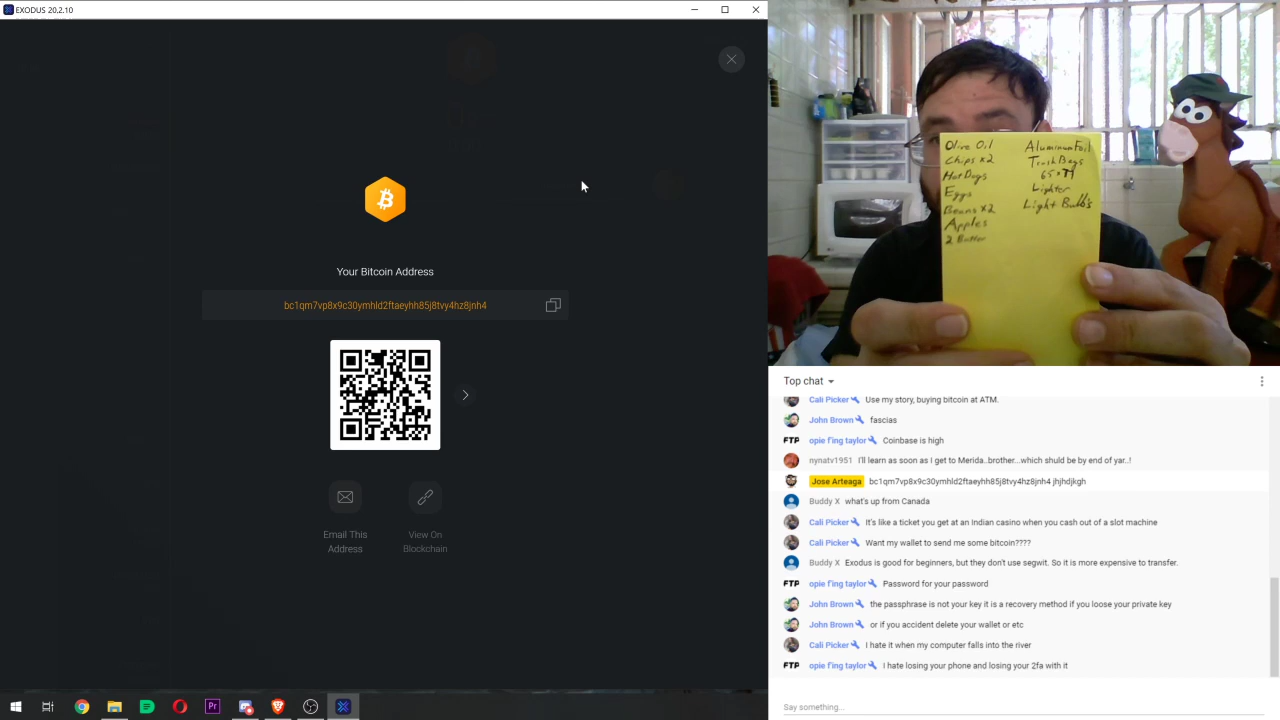 EXODUS 20.2.10
Your Bitcoin Address
bc1qm7vp8x9c30ymhld2ftaeyhh85j8tvy4hz8jnh4
Email This
Address
View On
Blockchain
Pr
Olive Oil
Chips x2
Hot Dogs
Eggs
Beans x2
Apples
2 Butter
Aluminum Foil
Trash Bags
65 x 77
Lighter
Light Bulbs
Top chat
Cali Picker Use my story, buying bitcoin at ATM.
John Brown fascias
FTP opie f'ing taylor Coinbase is high
nynatv1951 I'll learn as soon as I get to Merida..brother...which shuld be by end of yar..!
Jose Arteaga bc1qm7vp8x9c30ymhld2ftaeyhh85j8tvy4hz8jnh4 jhjhdjkgh
Buddy X what's up from Canada
Cali Picker It's like a ticket you get at an Indian casino when you cash out of a slot machine
Cali Picker Want my wallet to send me some bitcoin????
Buddy X Exodus is good for beginners, but they don't use segwit. So it is more expensive to transfer.
FTP opie f'ing taylor Password for your password
John Brown the passphrase is not your key it is a recovery method if you loose your private key
John Brown or if you accident delete your wallet or etc
Cali Picker I hate it when my computer falls into the river
FTP opie f'ing taylor I hate losing your phone and losing your 2fa with it
Say something...